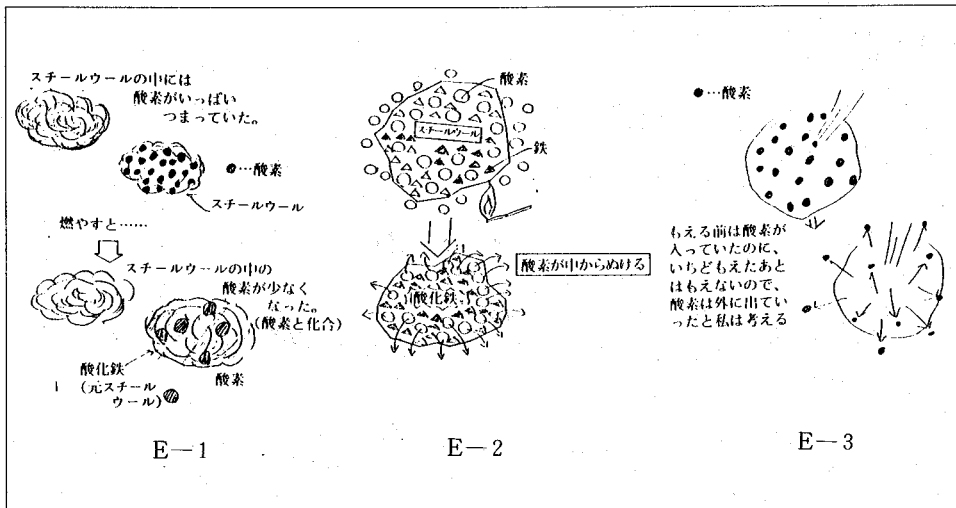 スチールウールの中には
酸素がいっぱい
つまっていた。
●…酸素
スチールウール
燃やすと……
スチールウールの中の
酸素が少なく
なった。
(酸素と化合)
酸化鉄
(元スチール
ウール)
酸素
E—1
酸素
スチールウール
鉄
酸素が中からぬける
酸化鉄
E—2
●…酸素
もえる前は酸素が
入っていたのに、
いちどもえたあと
はもえないので、
酸素は外に出てい
ったと私は考える
E—3